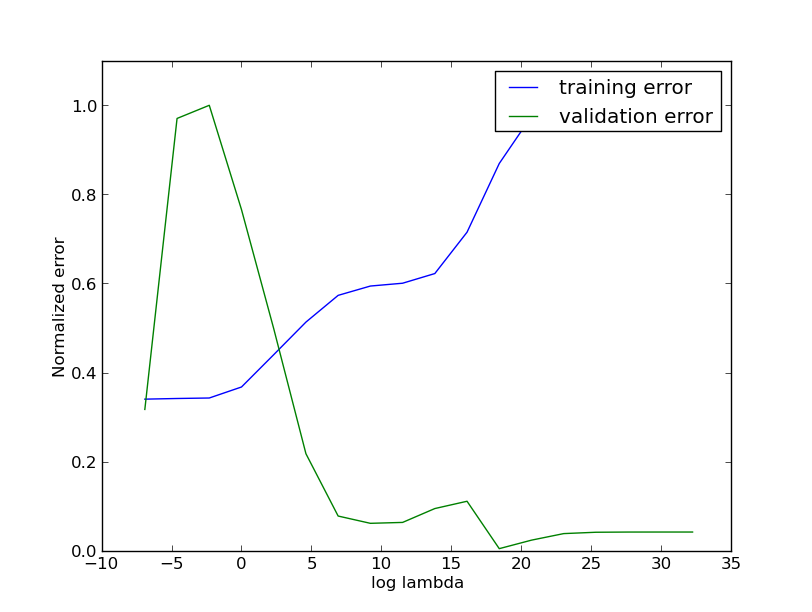 training error
validation error
Normalized error
1.0
0.8
0.6
0.4
0.2
0.0
−10 −5 0 5 10 15 20 25 30 35
log lambda